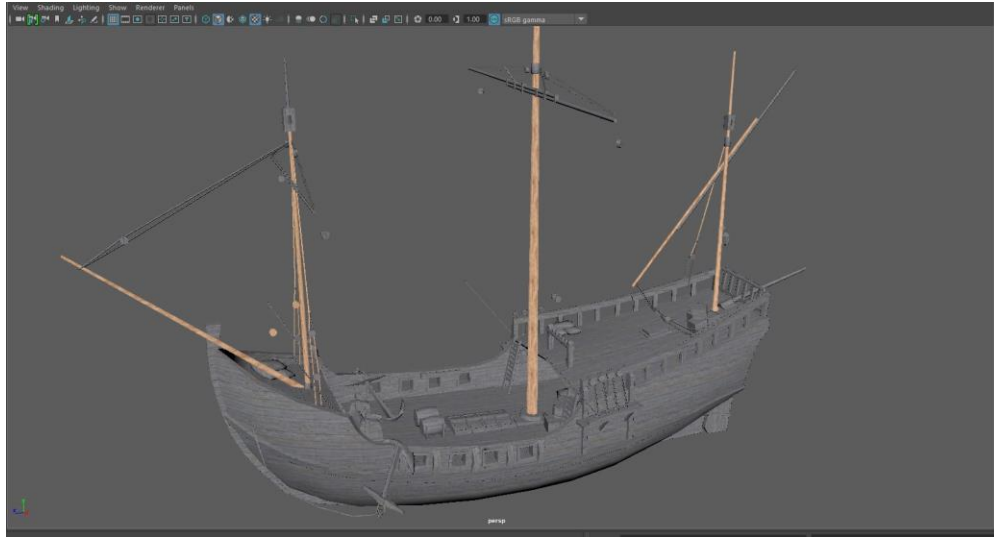 View Shading Lighting Show Renderer Panels
0.00 1.00 sRGB gamma
persp